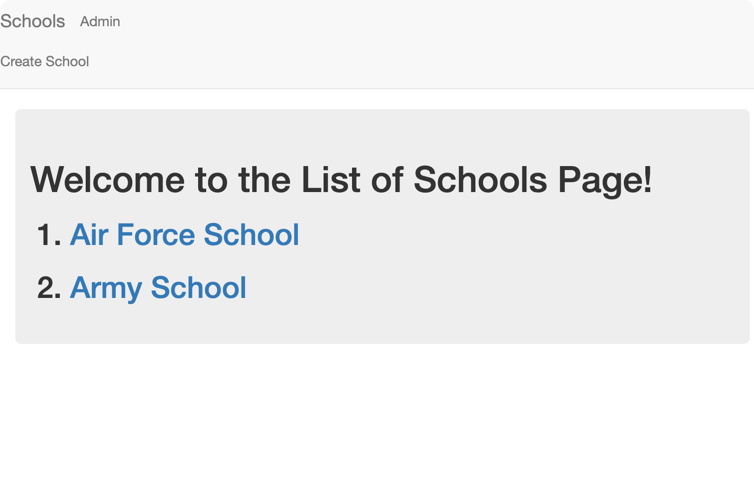 Schools Admin
Create School
Welcome to the List of Schools Page!
1. Air Force School
2. Army School